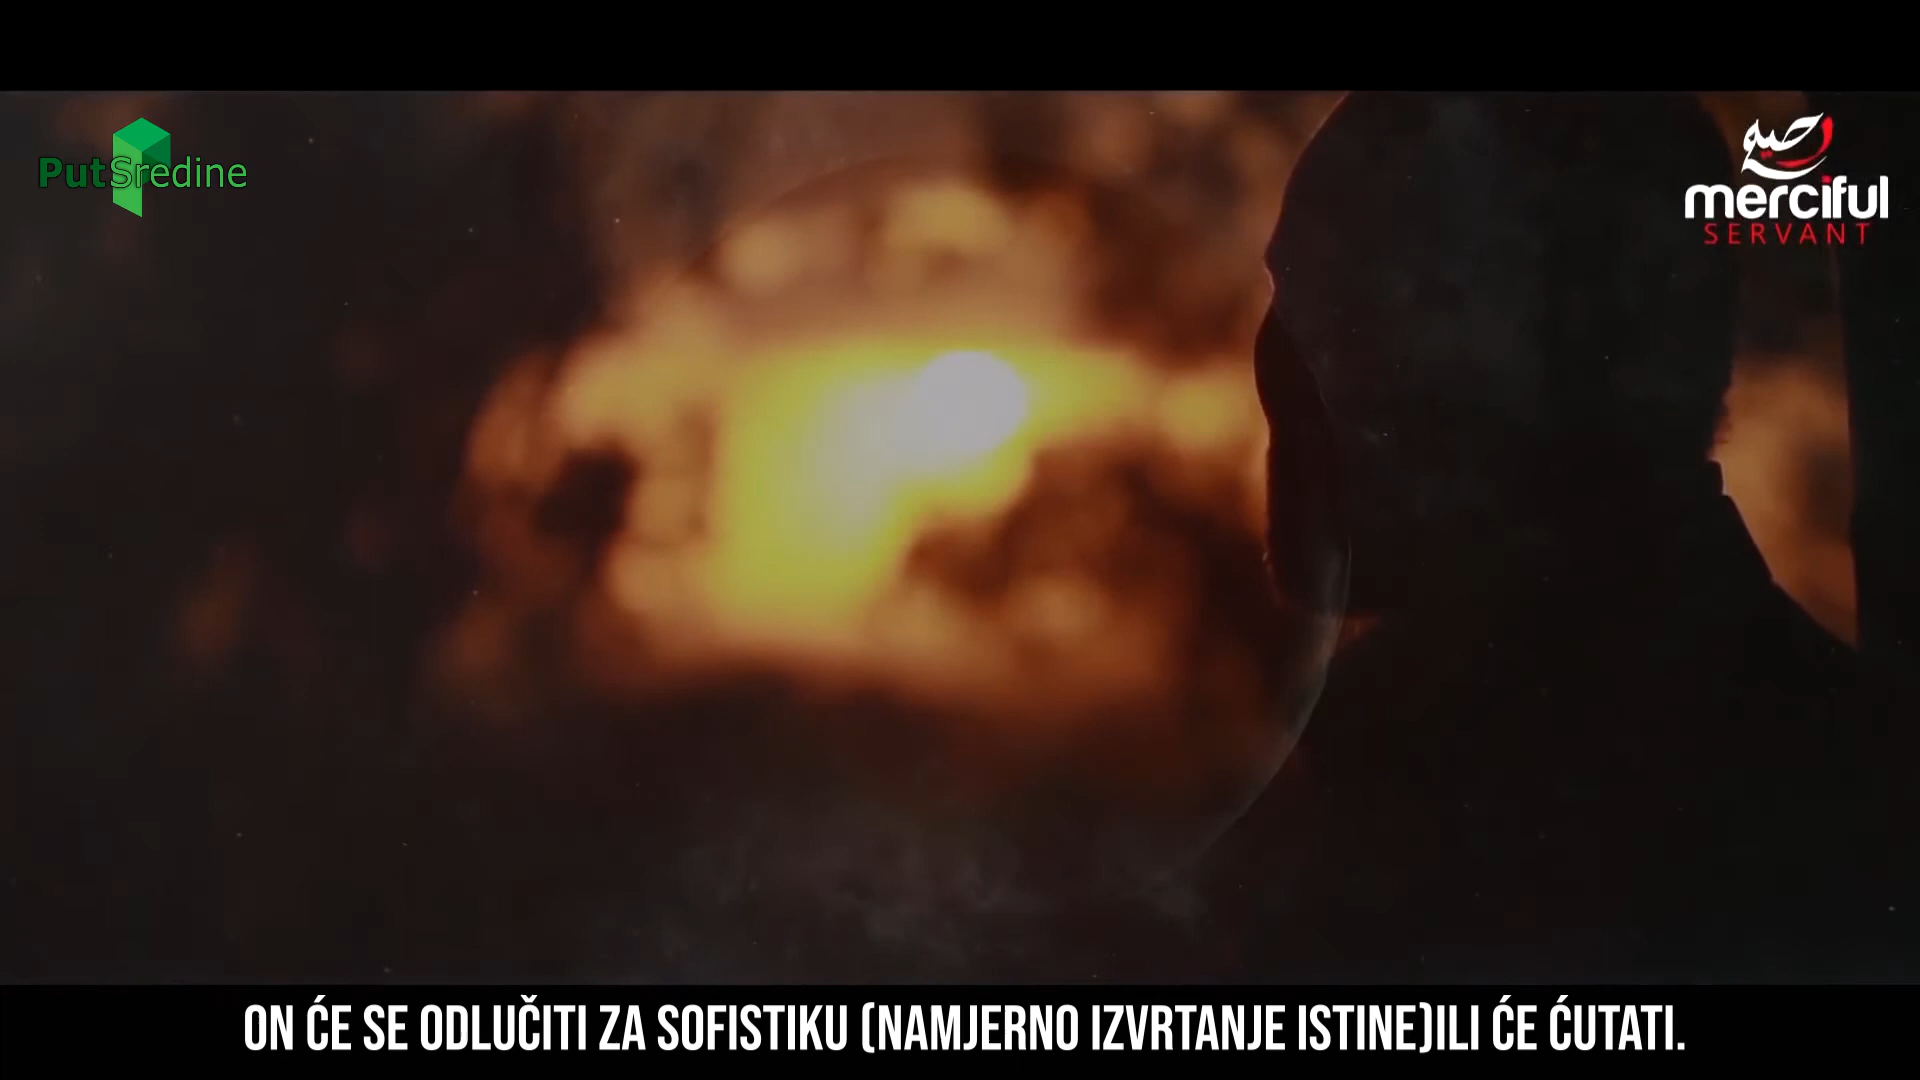 PutSredine
merciful
SERVANT
ON ĆE SE ODLUČITI ZA SOFISTIKU (NAMJERNO IZVRTANJE ISTINE)ILI ĆE ĆUTATI.